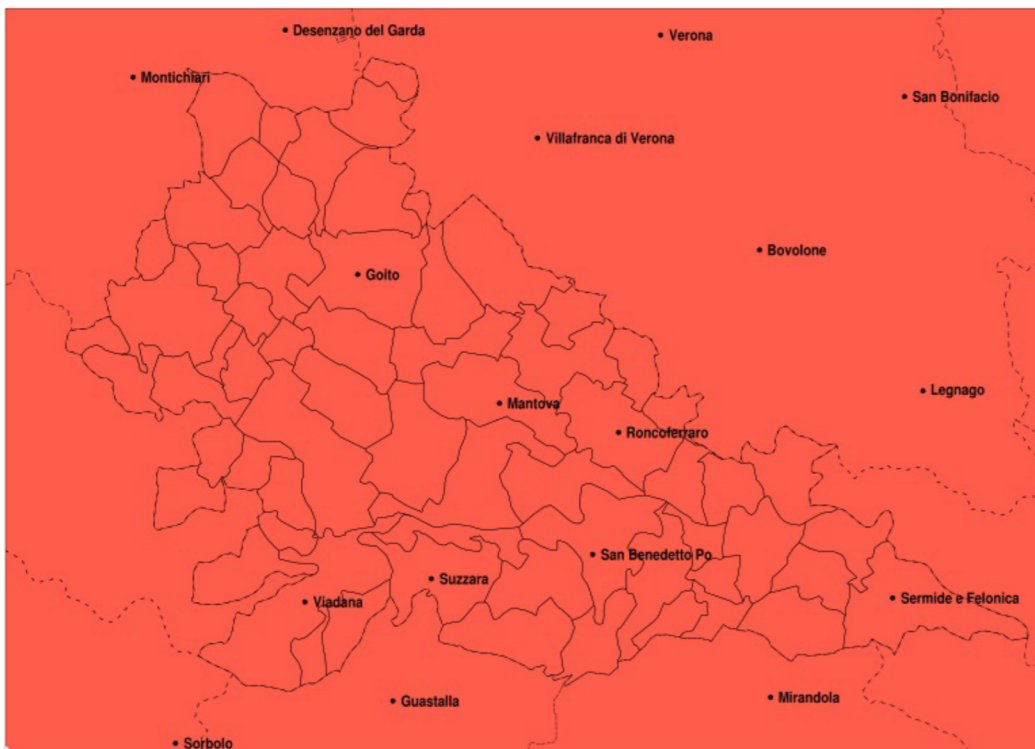 Desenzano del Garda
Verona
Montichiari
San Bonifacio
Villafranca di Verona
Bovolone
Goito
Legnago
Mantova
Roncoferraro
San Benedetto Po
Suzzara
Viadana
Sermide e Felonica
Guastalla
Mirandola
Sorbolo